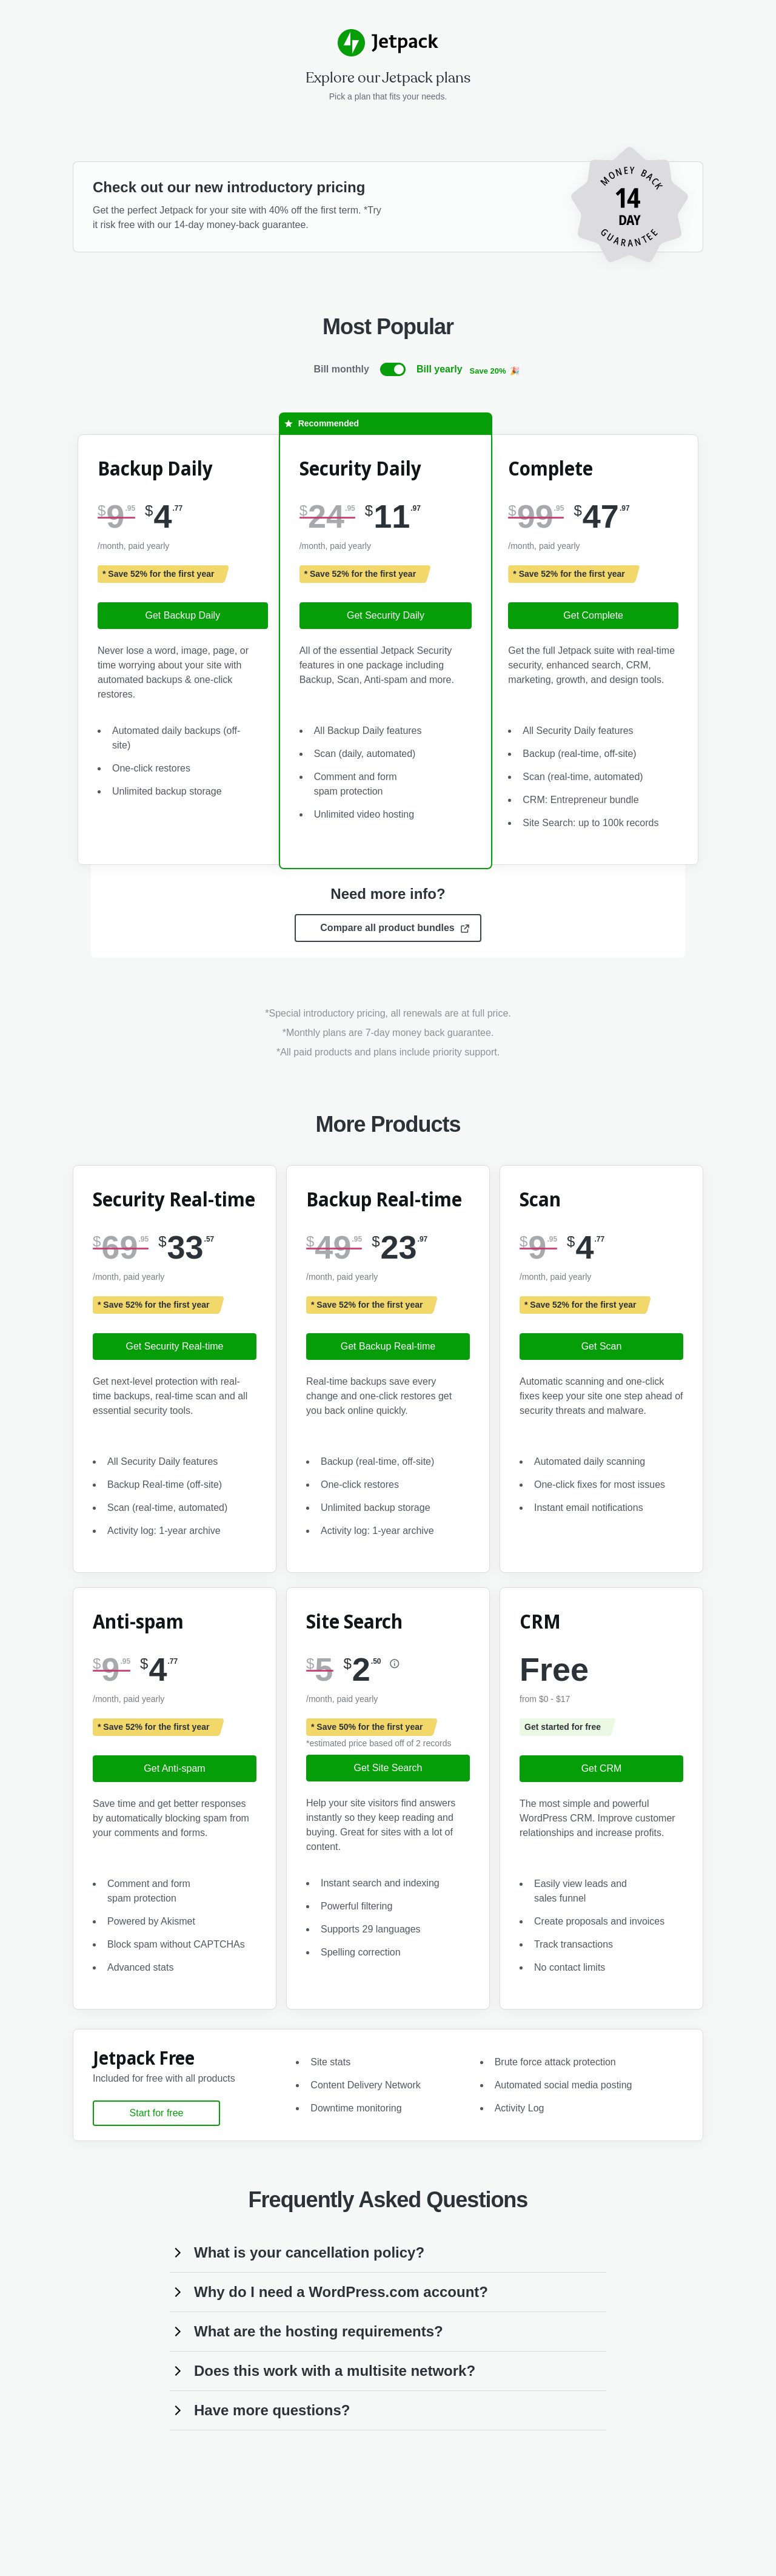 Jetpack
Explore our Jetpack plans
Pick a plan that fits your needs.
Check out our new introductory pricing
Get the perfect Jetpack for your site with 40% off the first term. *Try
it risk free with our 14-day money-back guarantee.
MONEY BACK
14
DAY
GUARANTEE
Most Popular
Bill monthly Bill yearly Save 20% 🎉
Recommended
Backup Daily
$9.95 $4.77
/month, paid yearly
* Save 52% for the first year
Get Backup Daily
Never lose a word, image, page, or
time worrying about your site with
automated backups & one-click
restores.
• Automated daily backups (off-
site)
• One-click restores
• Unlimited backup storage
Security Daily
$24.95 $11.97
/month, paid yearly
* Save 52% for the first year
Get Security Daily
All of the essential Jetpack Security
features in one package including
Backup, Scan, Anti-spam and more.
• All Backup Daily features
• Scan (daily, automated)
• Comment and form
spam protection
• Unlimited video hosting
Complete
$99.95 $47.97
/month, paid yearly
* Save 52% for the first year
Get Complete
Get the full Jetpack suite with real-time
security, enhanced search, CRM,
marketing, growth, and design tools.
• All Security Daily features
• Backup (real-time, off-site)
• Scan (real-time, automated)
• CRM: Entrepreneur bundle
• Site Search: up to 100k records
Need more info?
Compare all product bundles
*Special introductory pricing, all renewals are at full price.
*Monthly plans are 7-day money back guarantee.
*All paid products and plans include priority support.
More Products
Security Real-time
$69.95 $33.57
/month, paid yearly
* Save 52% for the first year
Get Security Real-time
Get next-level protection with real-
time backups, real-time scan and all
essential security tools.
• All Security Daily features
• Backup Real-time (off-site)
• Scan (real-time, automated)
• Activity log: 1-year archive
Backup Real-time
$49.95 $23.97
/month, paid yearly
* Save 52% for the first year
Get Backup Real-time
Real-time backups save every
change and one-click restores get
you back online quickly.
• Backup (real-time, off-site)
• One-click restores
• Unlimited backup storage
• Activity log: 1-year archive
Scan
$9.95 $4.77
/month, paid yearly
* Save 52% for the first year
Get Scan
Automatic scanning and one-click
fixes keep your site one step ahead of
security threats and malware.
• Automated daily scanning
• One-click fixes for most issues
• Instant email notifications
Anti-spam
$9.95 $4.77
/month, paid yearly
* Save 52% for the first year
Get Anti-spam
Save time and get better responses
by automatically blocking spam from
your comments and forms.
• Comment and form
spam protection
• Powered by Akismet
• Block spam without CAPTCHAs
• Advanced stats
Site Search
$5 $2.50
/month, paid yearly
* Save 50% for the first year
*estimated price based off of 2 records
Get Site Search
Help your site visitors find answers
instantly so they keep reading and
buying. Great for sites with a lot of
content.
• Instant search and indexing
• Powerful filtering
• Supports 29 languages
• Spelling correction
CRM
Free
from $0 - $17
Get started for free
Get CRM
The most simple and powerful
WordPress CRM. Improve customer
relationships and increase profits.
• Easily view leads and
sales funnel
• Create proposals and invoices
• Track transactions
• No contact limits
Jetpack Free
Included for free with all products
Start for free
• Site stats
• Content Delivery Network
• Downtime monitoring
• Brute force attack protection
• Automated social media posting
• Activity Log
Frequently Asked Questions
What is your cancellation policy?
Why do I need a WordPress.com account?
What are the hosting requirements?
Does this work with a multisite network?
Have more questions?